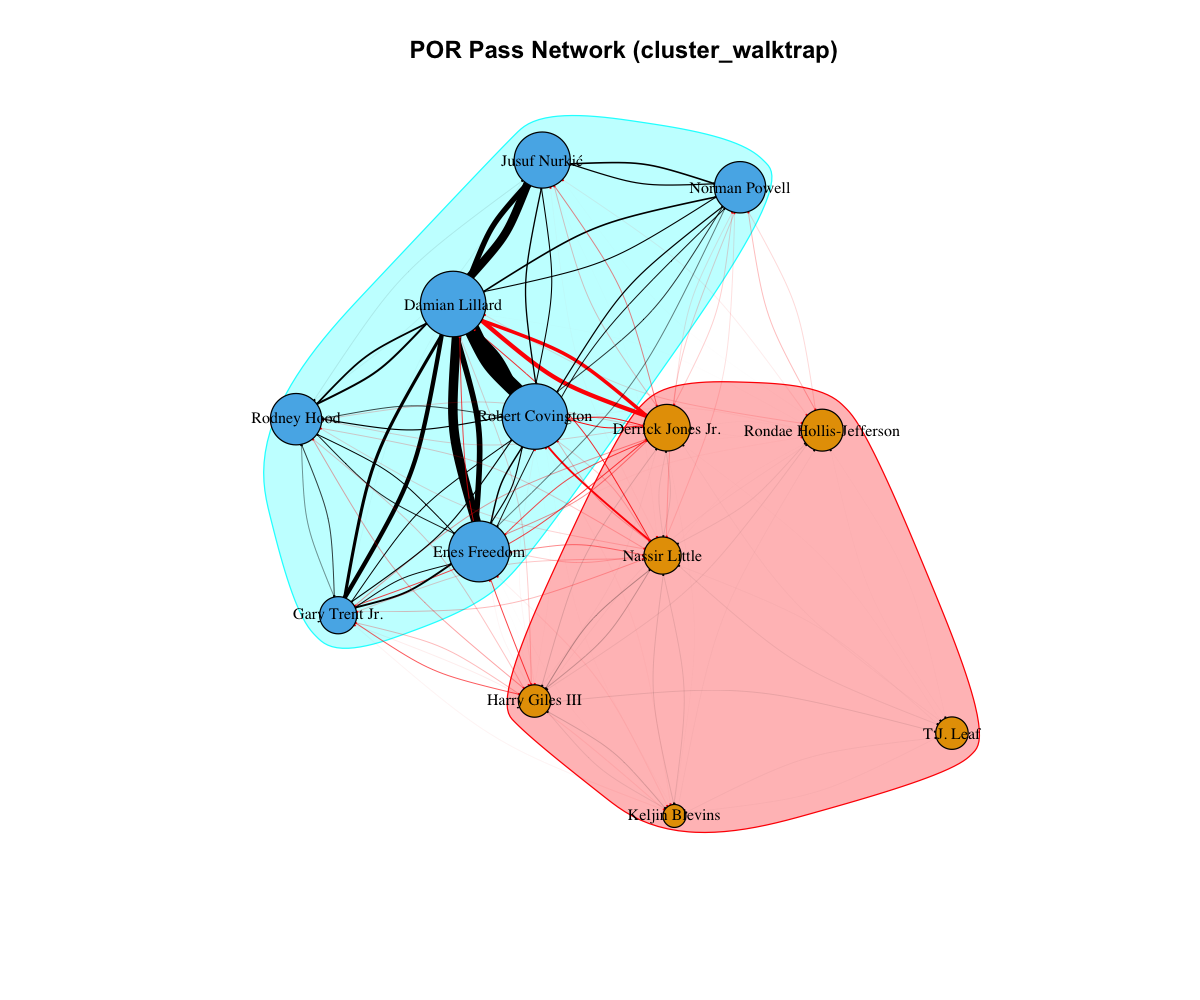 POR Pass Network (cluster_walktrap)
Jusuf Nurkić
Norman Powell
Damian Lillard
Rodney Hood
Robert Covington
Derrick Jones Jr.
Rondae Hollis-Jefferson
Enes Freedom
Nassir Little
Gary Trent Jr.
Harry Giles III
T.J. Leaf
Keljin Blevins